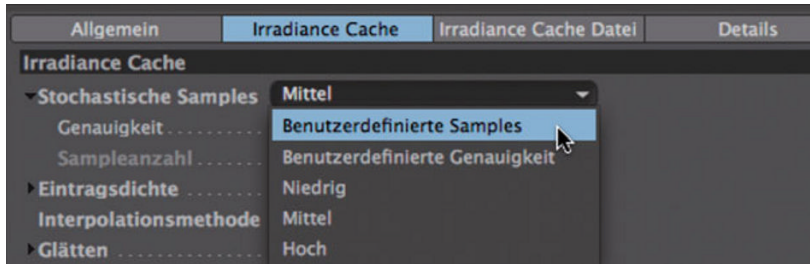 Allgemein Irradiance Cache Irradiance Cache Datei Details
Irradiance Cache
Stochastische Samples Mittel
Genauigkeit........ Benutzerdefinierte Samples
Sampleanzahl...... Benutzerdefinierte Genauigkeit
Eintragsdichte........ Niedrig
Interpolationsmethode Mittel
Glätten............... Hoch